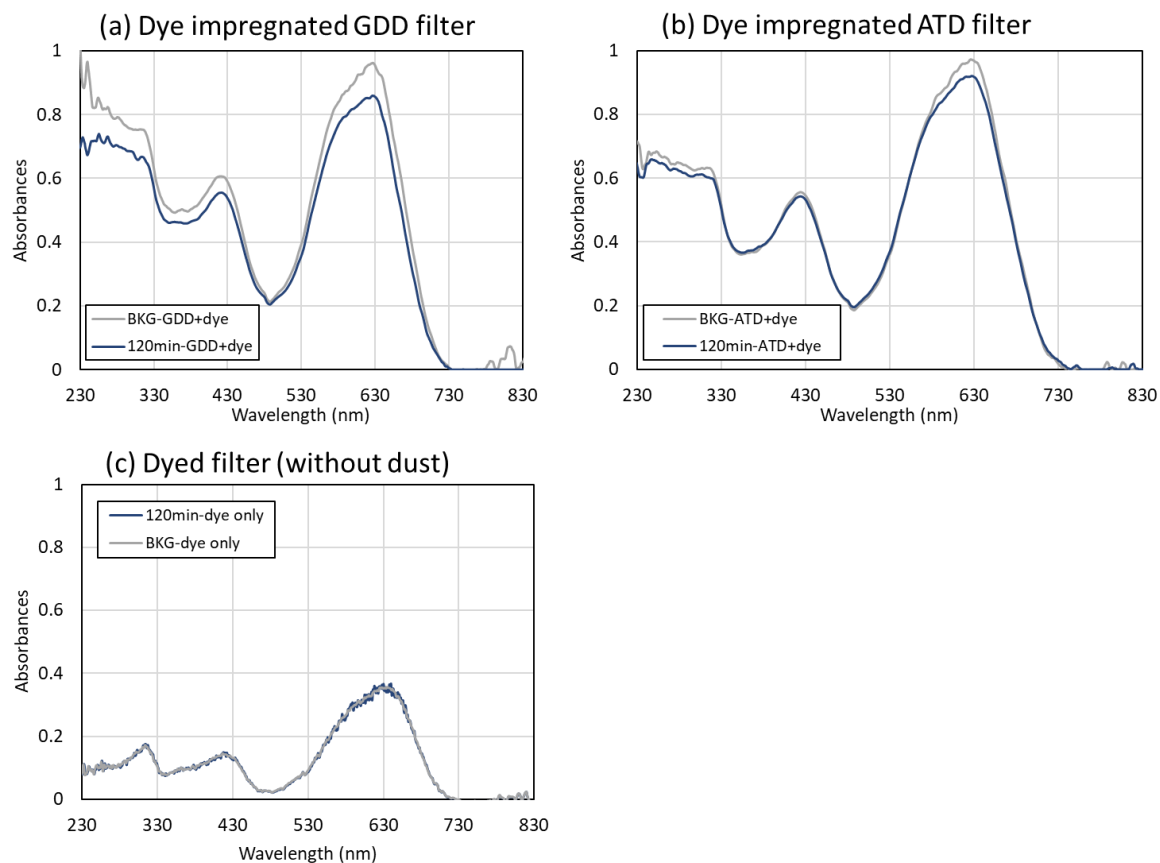 (a) Dye impregnated GDD filter
1
0.8
0.6
0.4
0.2
0
Absorbances
BKG-GDD+dye
120min-GDD+dye
230 330 430 530 630 730 830
Wavelength (nm)
(b) Dye impregnated ATD filter
1
0.8
0.6
0.4
0.2
0
Absorbances
BKG-ATD+dye
120min-ATD+dye
230 330 430 530 630 730 830
Wavelength (nm)
(c) Dyed filter (without dust)
1
0.8
0.6
0.4
0.2
0
Absorbances
120min-dye only
BKG-dye only
230 330 430 530 630 730 830
Wavelength (nm)